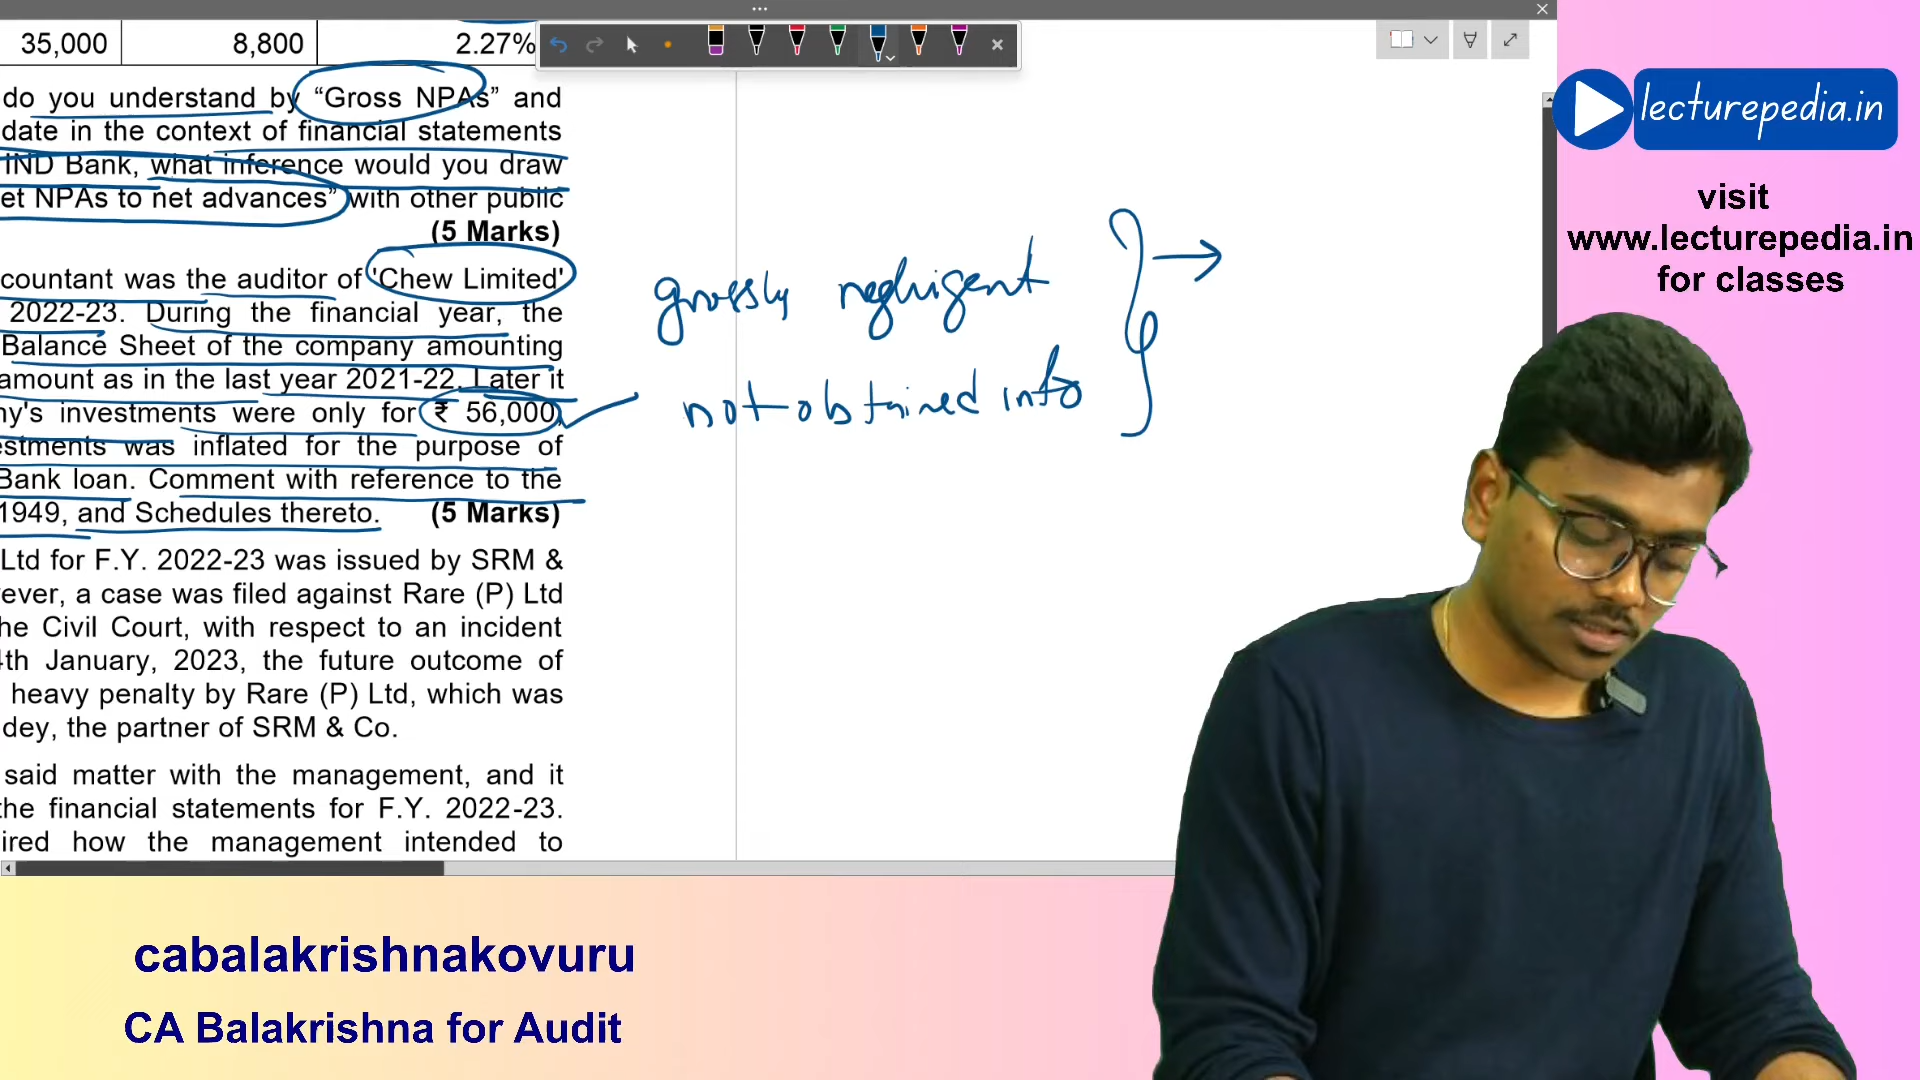 35,000 8,800 2.27%
do you understand by “Gross NPAs” and
date in the context of financial statements
IND Bank, what inference would you draw
et NPAs to net advances” with other public
(5 Marks)
ccountant was the auditor of 'Chew Limited'
2022-23. During the financial year, the
Balance Sheet of the company amounting
amount as in the last year 2021-22. Later it
ny's investments were only for ₹ 56,000,
estments was inflated for the purpose of
Bank loan. Comment with reference to the
1949, and Schedules thereto. (5 Marks)
Ltd for F.Y. 2022-23 was issued by SRM &
ever, a case was filed against Rare (P) Ltd
he Civil Court, with respect to an incident
4th January, 2023, the future outcome of
heavy penalty by Rare (P) Ltd, which was
dey, the partner of SRM & Co.
said matter with the management, and it
the financial statements for F.Y. 2022-23.
ired how the management intended to
grossly neglrigent
not obtained info
lecturepedia.in
visit
www.lecturepedia.in
for classes
cabalakrishnakovuru
CA Balakrishna for Audit